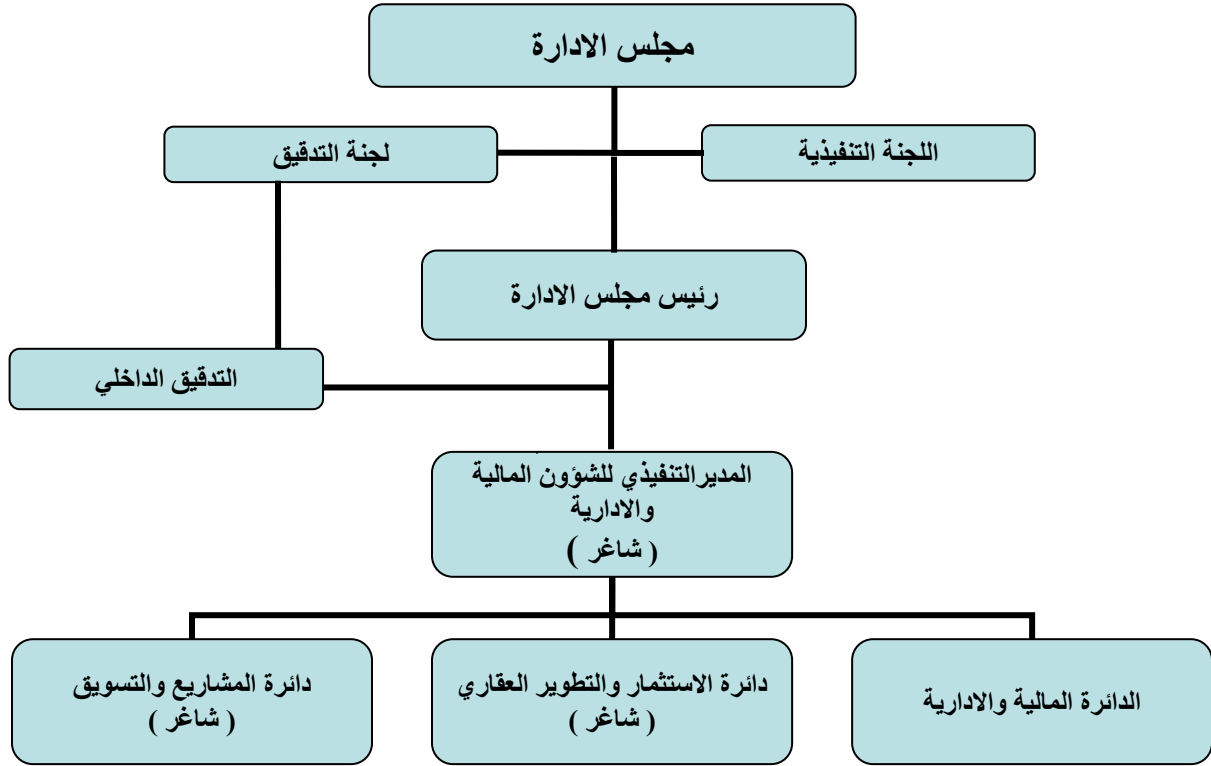 مجلس الادارة
اللجنة التنفيذية
لجنة التدقيق
رئيس مجلس الادارة
التدقيق الداخلي
المديرالتنفيذي للشؤون المالية
والادارية
( شاغر )
الدائرة المالية والادارية
دائرة الاستثمار والتطوير العقاري
( شاغر )
دائرة المشاريع والتسويق
( شاغر )